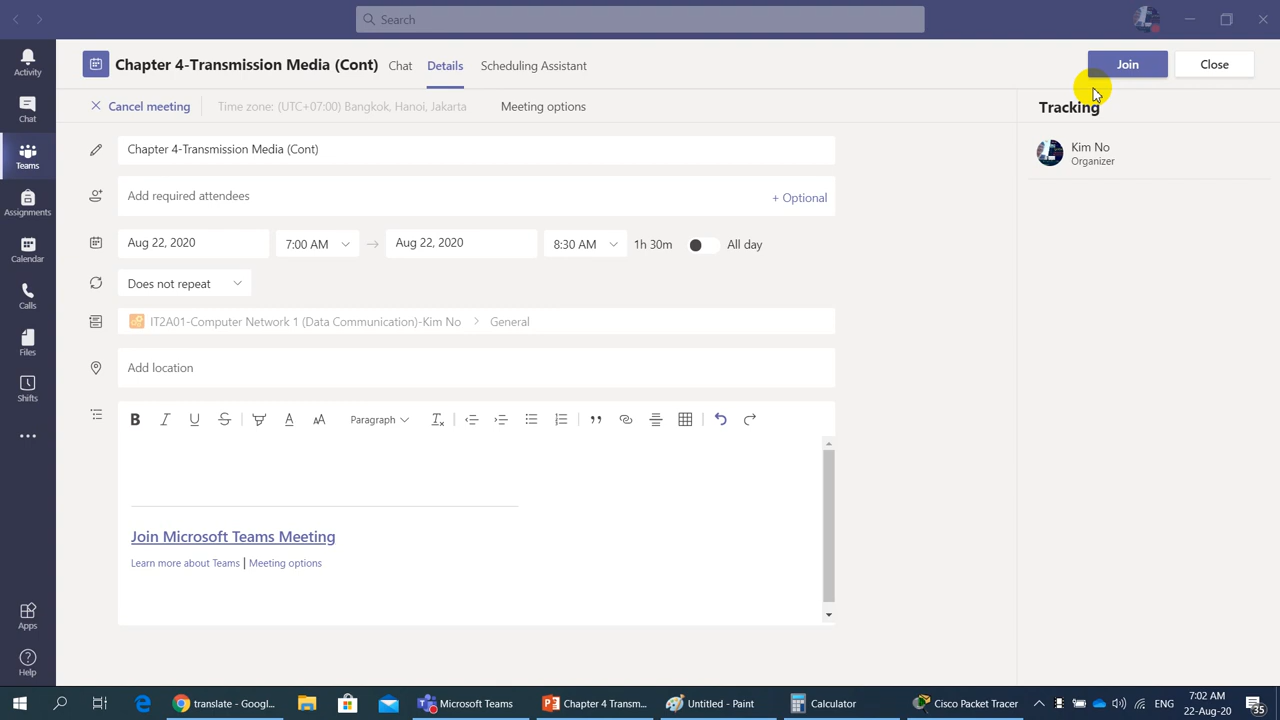 Search
Chapter 4-Transmission Media (Cont) Chat Details Scheduling Assistant Join Close
Cancel meeting Time zone: (UTC+07:00) Bangkok, Hanoi, Jakarta Meeting options
Tracking
Kim No
Organizer
Activity
Chat
Teams
Assignments
Calendar
Calls
Files
Shifts
Apps
Help
Chapter 4-Transmission Media (Cont)
Add required attendees + Optional
Aug 22, 2020 7:00 AM Aug 22, 2020 8:30 AM 1h 30m All day
Does not repeat
IT2A01-Computer Network 1 (Data Communication)-Kim No > General
Add location
B I U S A AA Paragraph
Join Microsoft Teams Meeting
Learn more about Teams | Meeting options
translate - Googl... Microsoft Teams Chapter 4 Transm... Untitled - Paint Calculator Cisco Packet Tracer ENG 7:02 AM
22-Aug-20 35